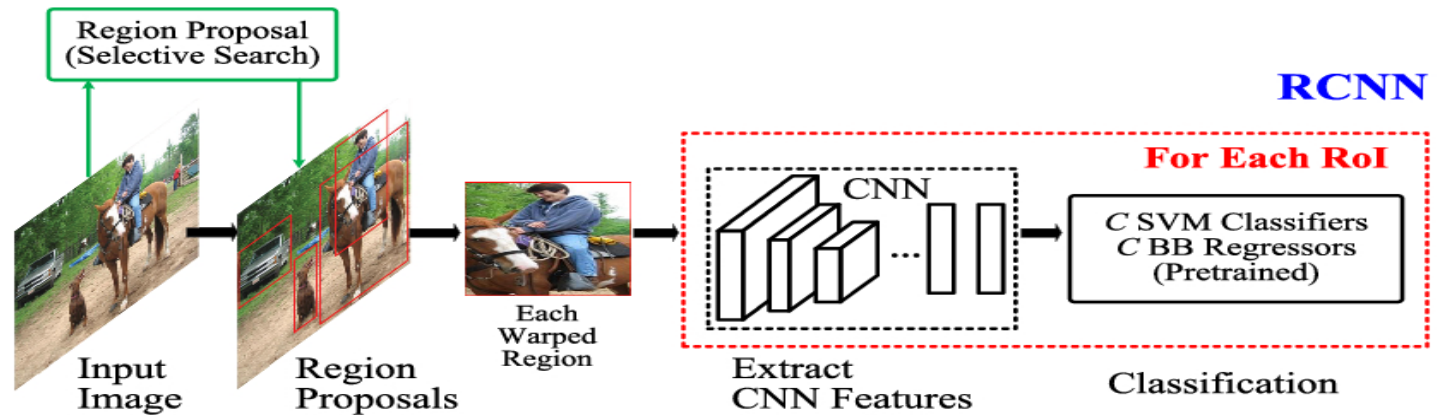 Region Proposal
(Selective Search)
RCNN
For Each RoI
CNN
...
C SVM Classifiers
C BB Regressors
(Pretrained)
Each
Warped
Region
Input
Image
Region
Proposals
Extract
CNN Features
Classification